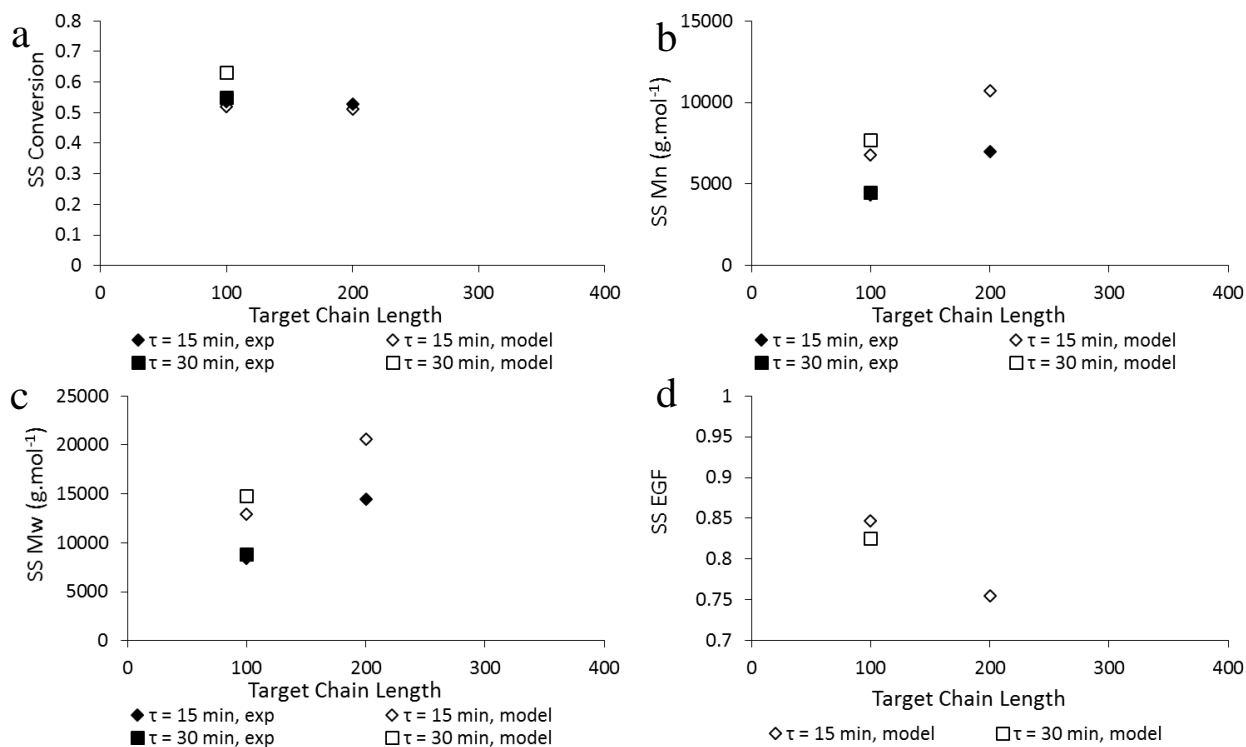 a
SS Conversion
0.8
0.7
0.6
0.5
0.4
0.3
0.2
0.1
0
0 100 200 300 400
Target Chain Length
◆ τ = 15 min, exp ◇ τ = 15 min, model
■ τ = 30 min, exp □ τ = 30 min, model
b
SS Mn (g.mol⁻¹)
15000
10000
5000
0
0 100 200 300 400
Target Chain Length
◆ τ = 15 min, exp ◇ τ = 15 min, model
■ τ = 30 min, exp □ τ = 30 min, model
c
SS Mw (g.mol⁻¹)
25000
20000
15000
10000
5000
0
0 100 200 300 400
Target Chain Length
◆ τ = 15 min, exp ◇ τ = 15 min, model
■ τ = 30 min, exp □ τ = 30 min, model
d
SS EGF
1
0.95
0.9
0.85
0.8
0.75
0.7
0 100 200 300 400
Target Chain Length
◇ τ = 15 min, model □ τ = 30 min, model